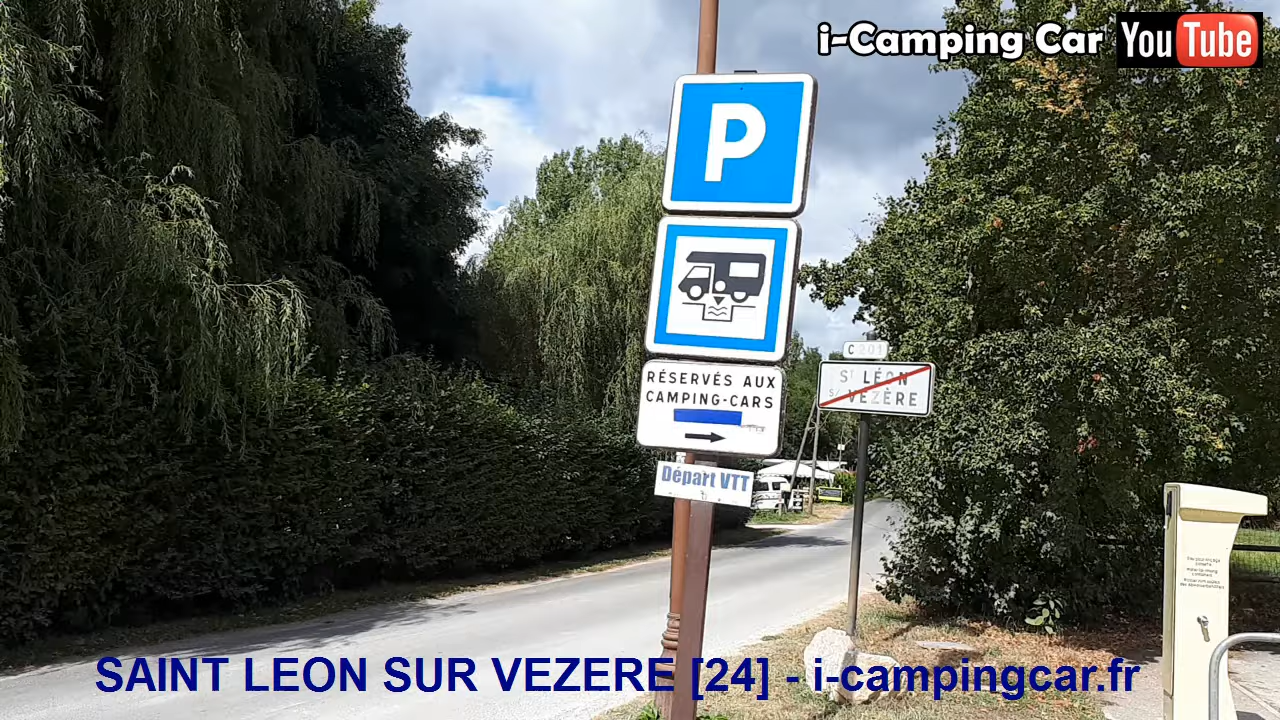 i-Camping Car YouTube
P
RÉSERVÉS AUX
CAMPING-CARS
Départ VTT
C 201
St LÉON
s/ VEZÈRE
SAINT LEON SUR VEZERE [24] - i-campingcar.fr